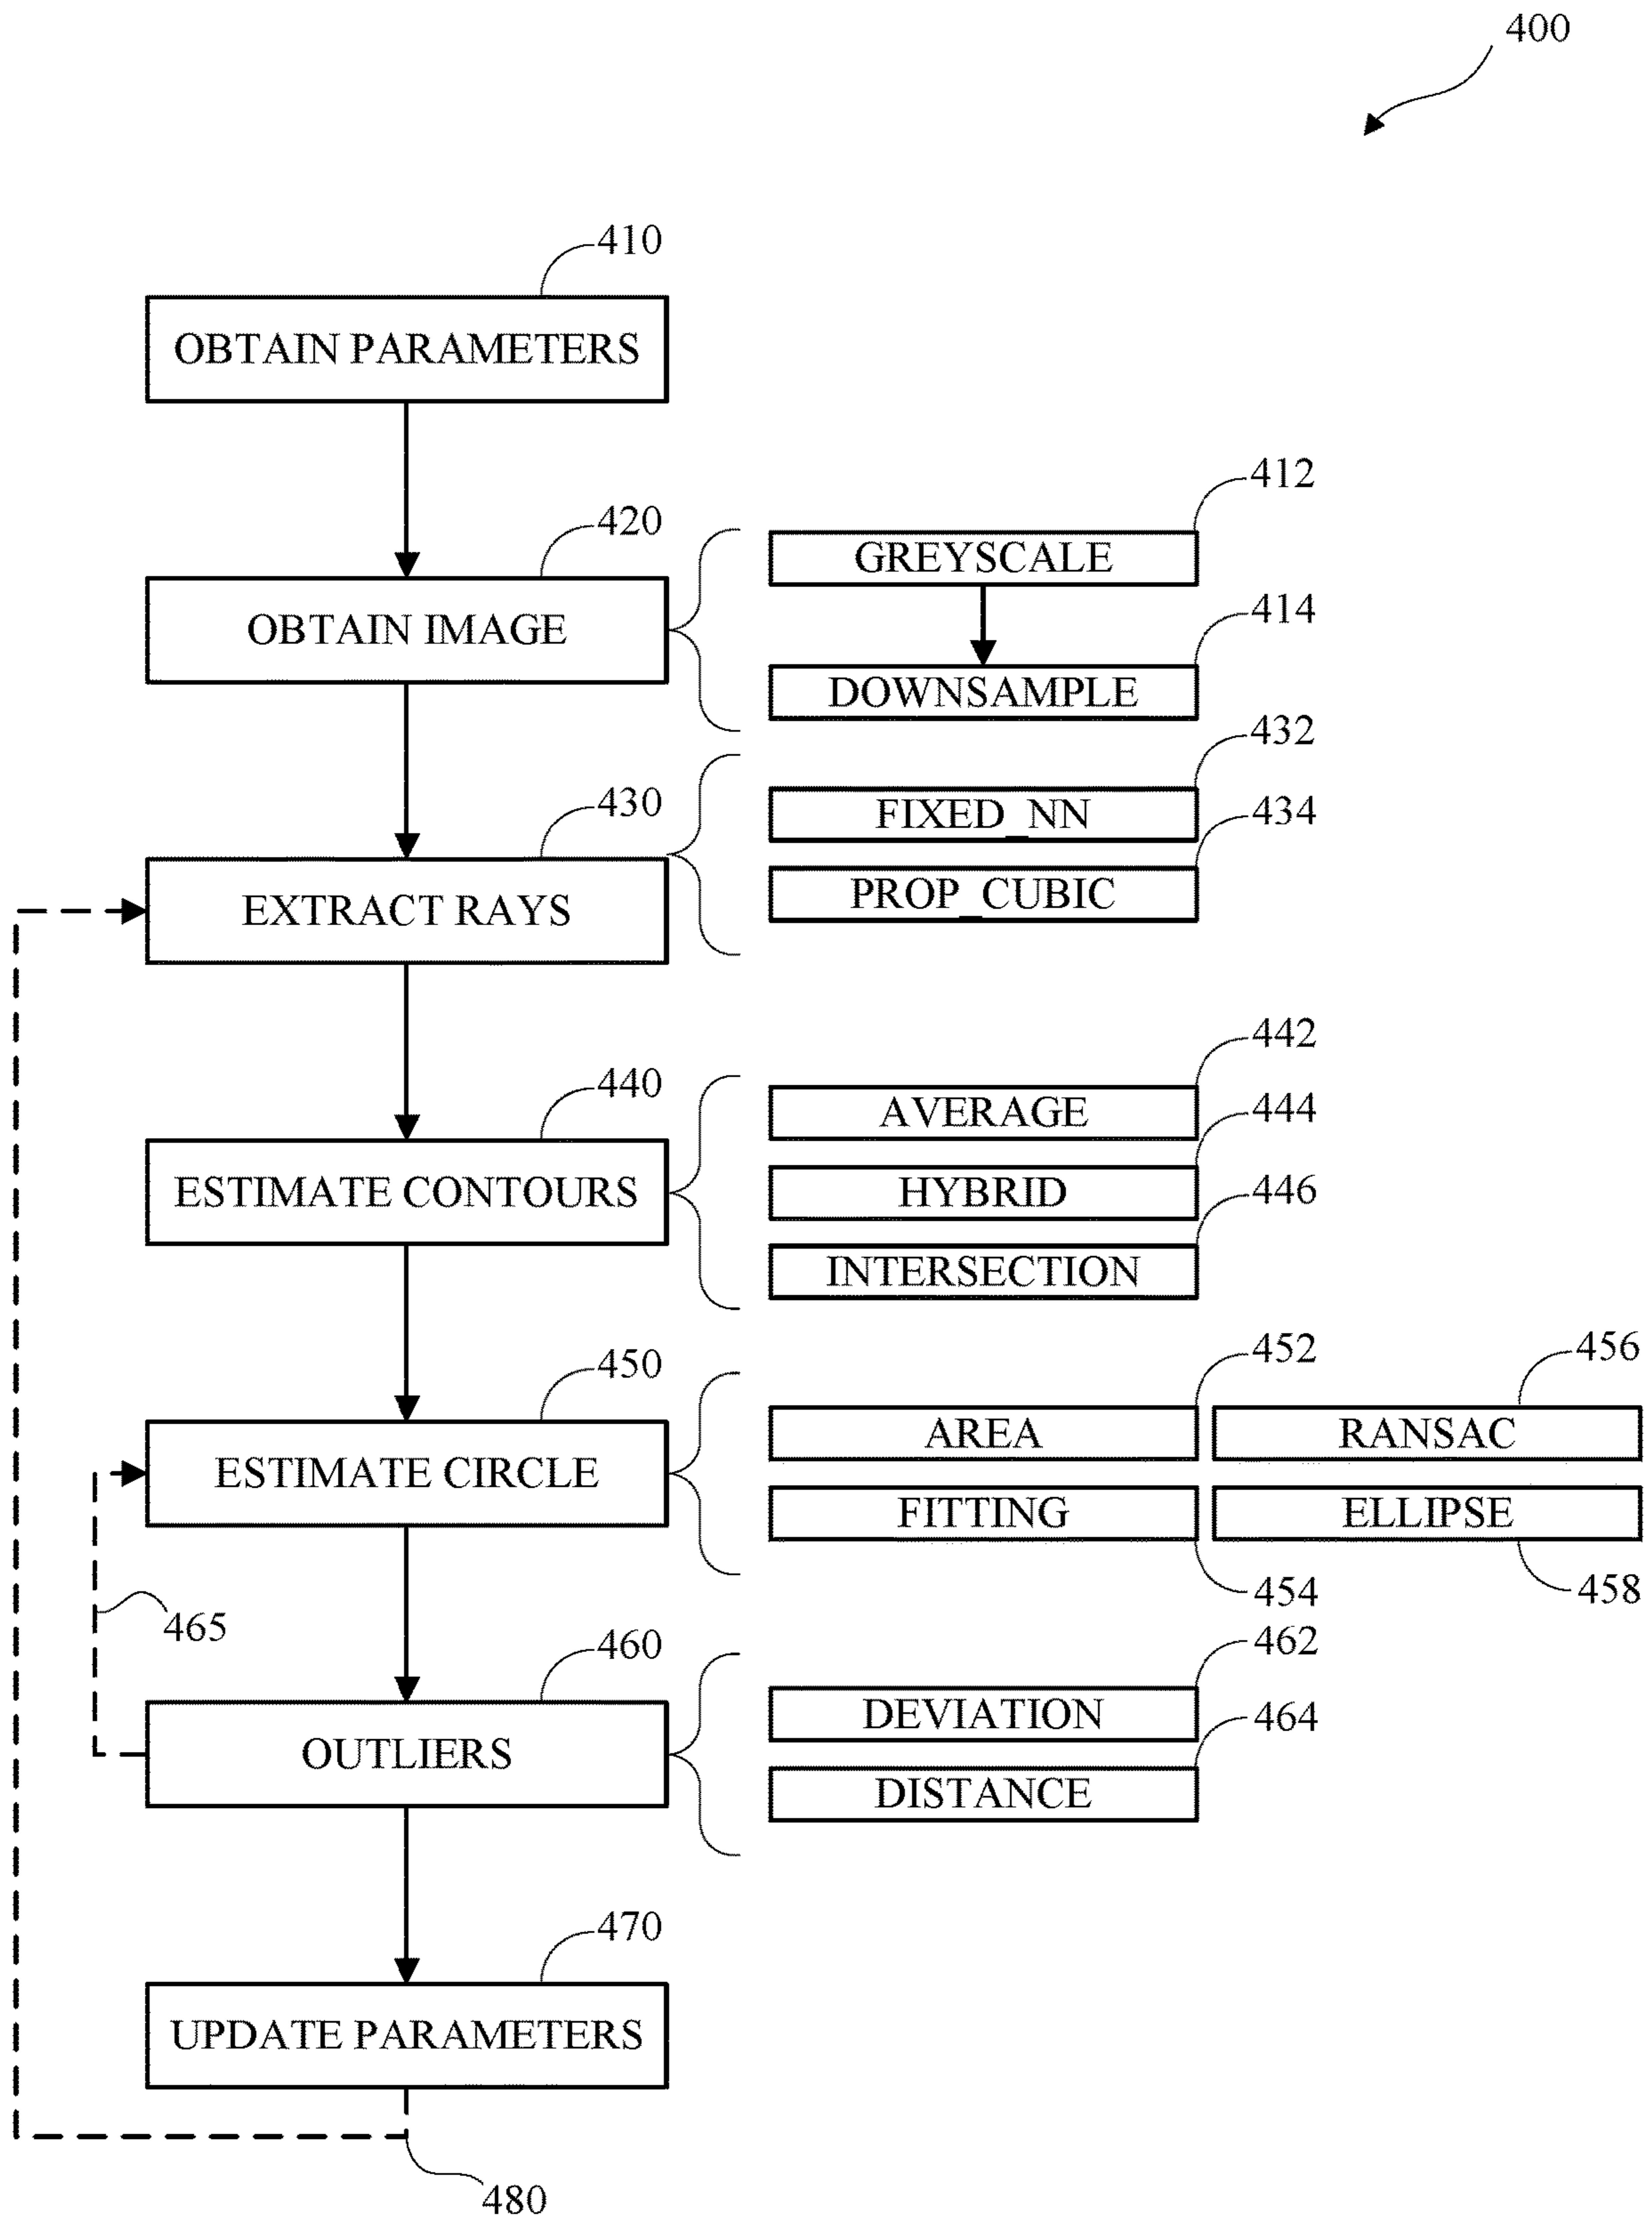 400
410
OBTAIN PARAMETERS
412
420
GREYSCALE
OBTAIN IMAGE
414
DOWNSAMPLE
432
430
FIXED_NN
434
EXTRACT RAYS
PROP_CUBIC
442
440
AVERAGE
444
ESTIMATE CONTOURS
HYBRID
446
INTERSECTION
450
452
456
AREA
RANSAC
ESTIMATE CIRCLE
FITTING
ELLIPSE
454
458
465
460
462
DEVIATION
464
OUTLIERS
DISTANCE
470
UPDATE PARAMETERS
480